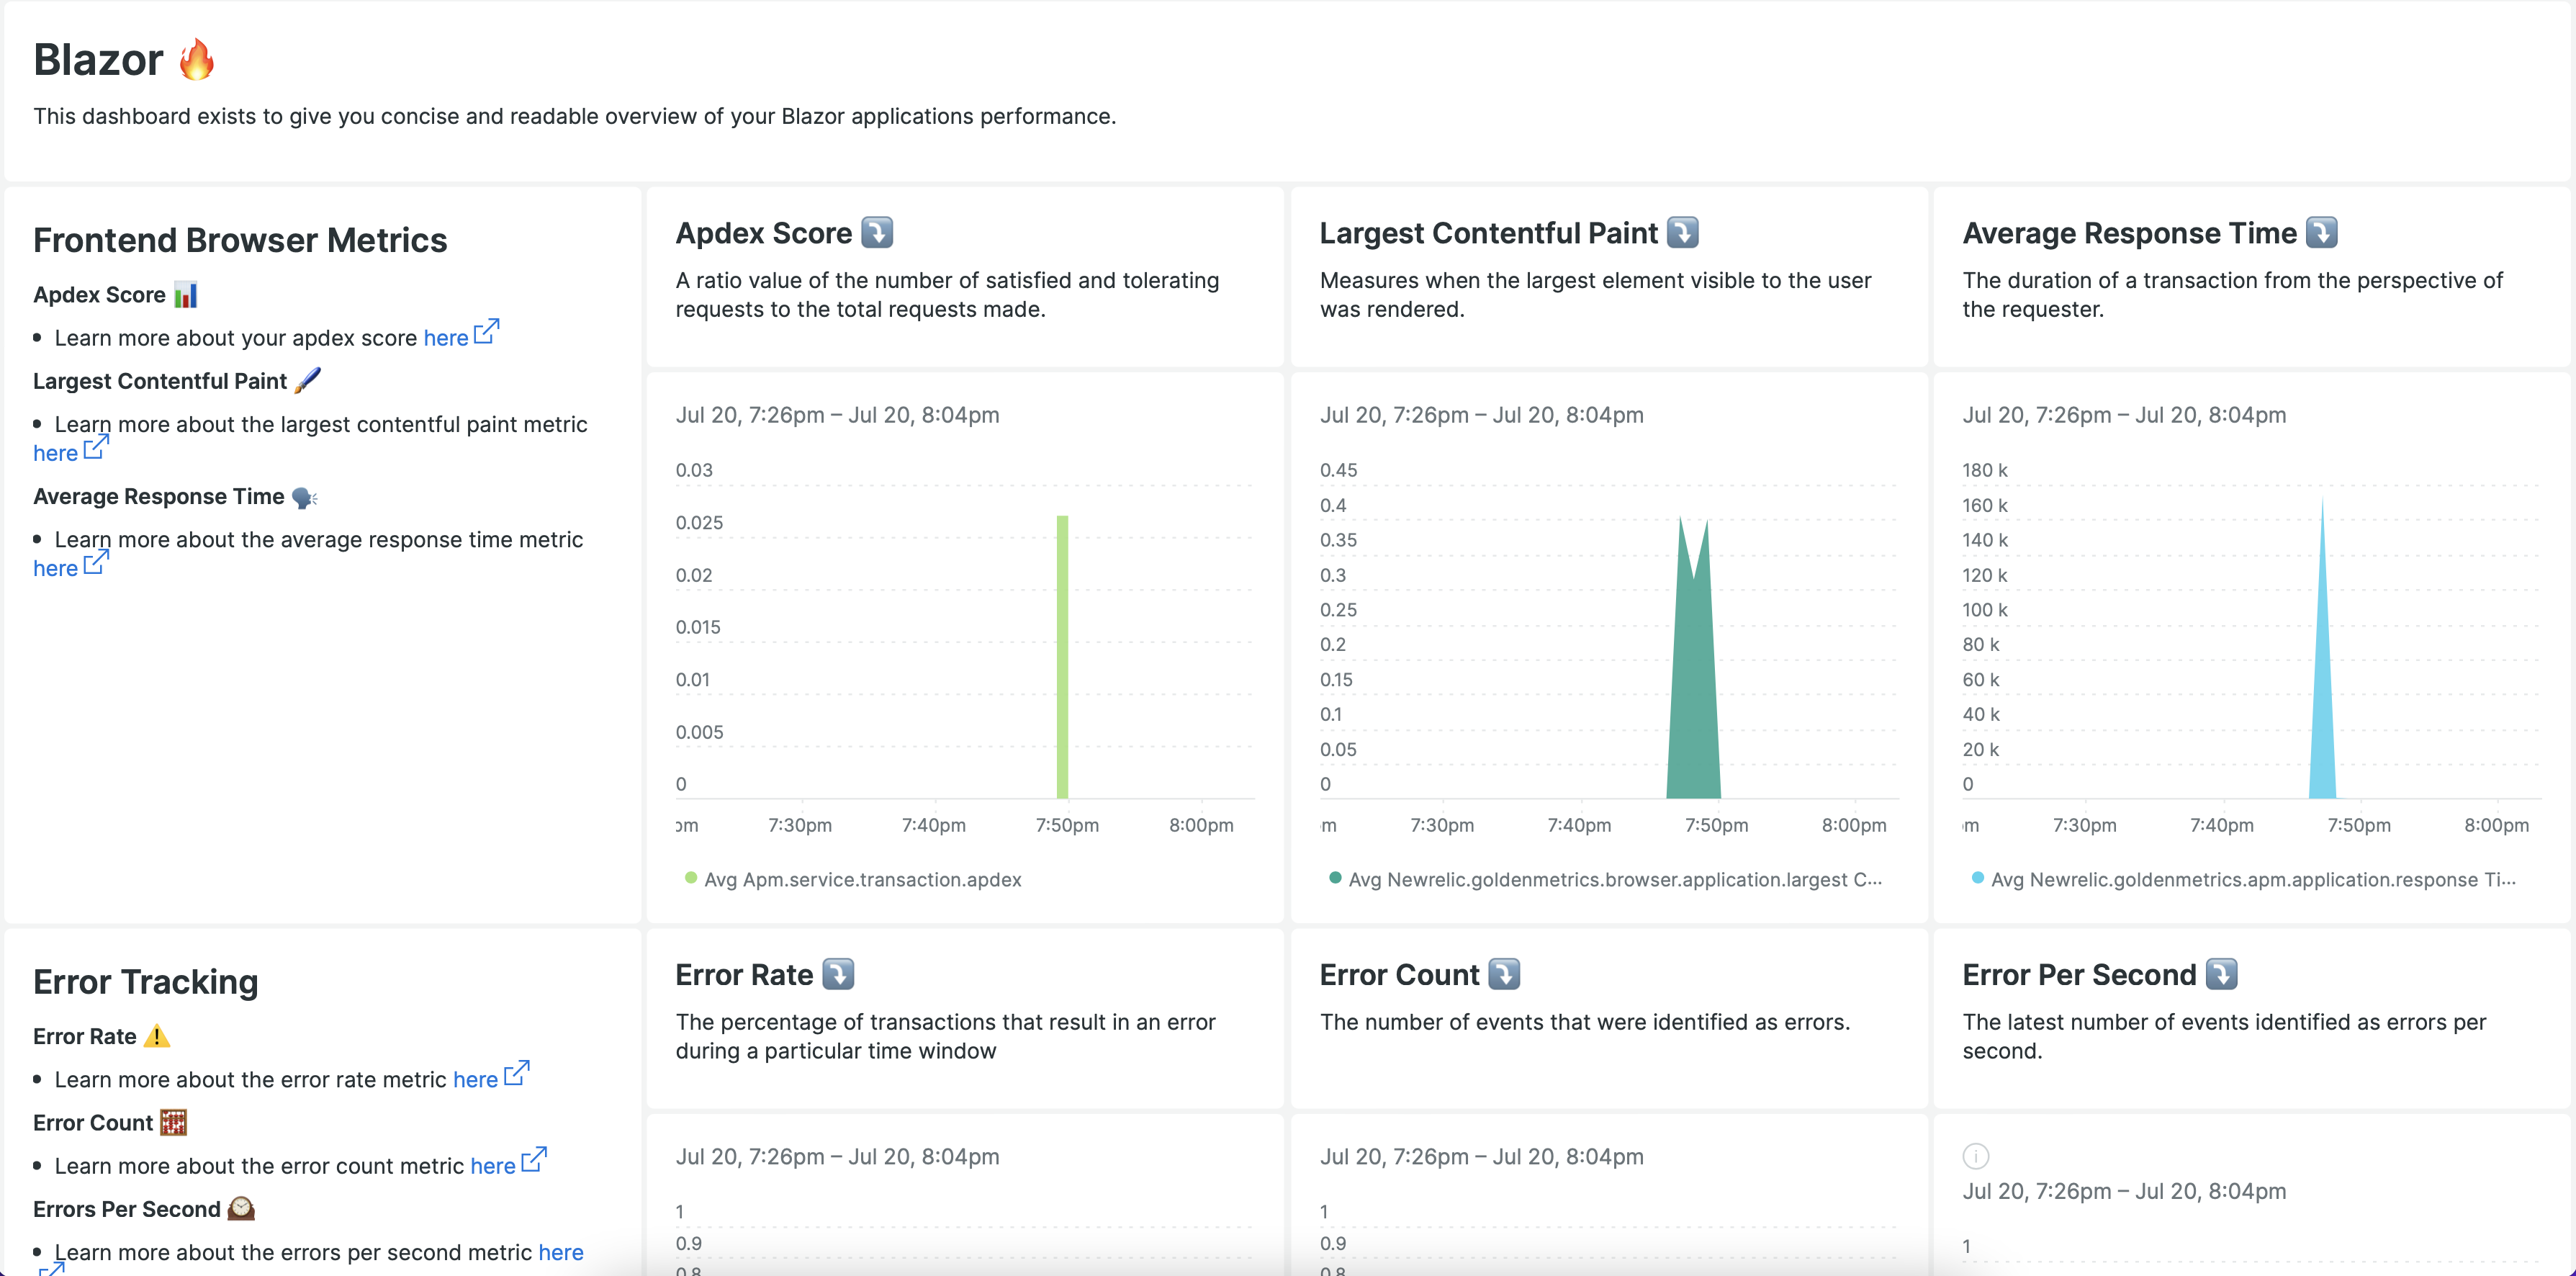 Blazor 🔥
This dashboard exists to give you concise and readable overview of your Blazor applications performance.
Frontend Browser Metrics
Apdex Score 📊
• Learn more about your apdex score here
Largest Contentful Paint 🖌️
• Learn more about the largest contentful paint metric
here
Average Response Time 🗣️
• Learn more about the average response time metric
here
Apdex Score ⤵️
A ratio value of the number of satisfied and tolerating
requests to the total requests made.
Jul 20, 7:26pm – Jul 20, 8:04pm
0.03
0.025
0.02
0.015
0.01
0.005
0
pm 7:30pm 7:40pm 7:50pm 8:00pm
Avg Apm.service.transaction.apdex
Largest Contentful Paint ⤵️
Measures when the largest element visible to the user
was rendered.
Jul 20, 7:26pm – Jul 20, 8:04pm
0.45
0.4
0.35
0.3
0.25
0.2
0.15
0.1
0.05
0
m 7:30pm 7:40pm 7:50pm 8:00pm
Avg Newrelic.goldenmetrics.browser.application.largest C...
Average Response Time ⤵️
The duration of a transaction from the perspective of
the requester.
Jul 20, 7:26pm – Jul 20, 8:04pm
180 k
160 k
140 k
120 k
100 k
80 k
60 k
40 k
20 k
0
m 7:30pm 7:40pm 7:50pm 8:00pm
Avg Newrelic.goldenmetrics.apm.application.response Ti...
Error Tracking
Error Rate ⚠️
• Learn more about the error rate metric here
Error Count 🧮
• Learn more about the error count metric here
Errors Per Second 🕰️
• Learn more about the errors per second metric here
Error Rate ⤵️
The percentage of transactions that result in an error
during a particular time window
Jul 20, 7:26pm – Jul 20, 8:04pm
1
0.9
0.8
Error Count ⤵️
The number of events that were identified as errors.
Jul 20, 7:26pm – Jul 20, 8:04pm
1
0.9
0.8
Error Per Second ⤵️
The latest number of events identified as errors per
second.
Jul 20, 7:26pm – Jul 20, 8:04pm
1